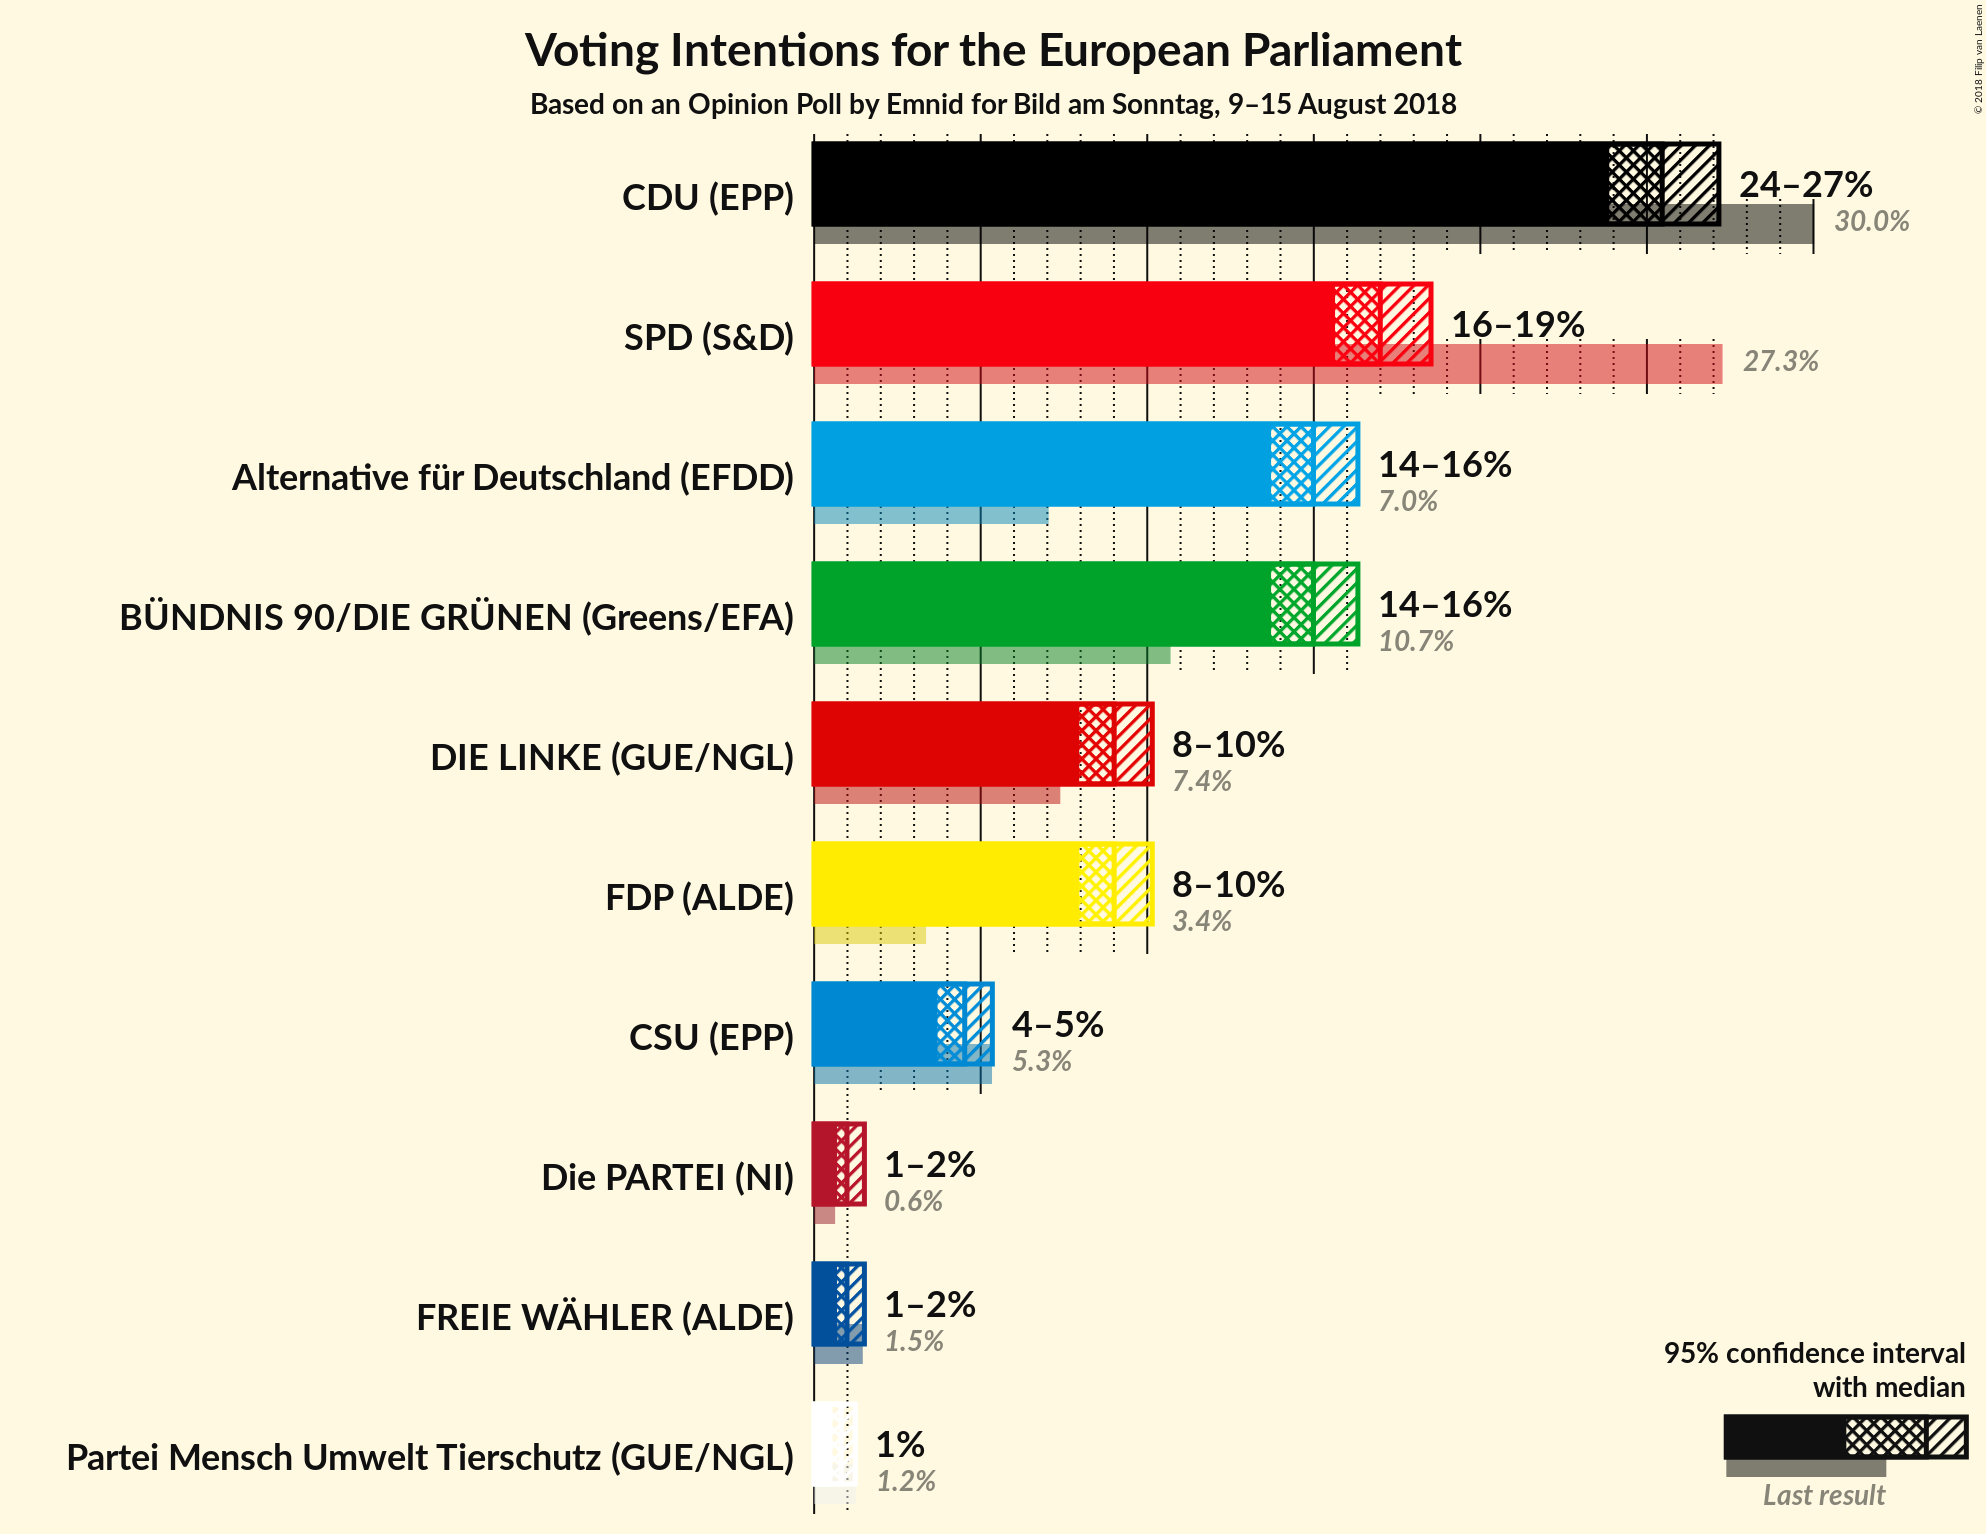 Voting Intentions for the European Parliament
Based on an Opinion Poll by Emnid for Bild am Sonntag, 9–15 August 2018
© 2018 Filip van Laenen
CDU (EPP)
24–27%
30.0%
SPD (S&D)
16–19%
27.3%
Alternative für Deutschland (EFDD)
14–16%
7.0%
BÜNDNIS 90/DIE GRÜNEN (Greens/EFA)
14–16%
10.7%
DIE LINKE (GUE/NGL)
8–10%
7.4%
FDP (ALDE)
8–10%
3.4%
CSU (EPP)
4–5%
5.3%
Die PARTEI (NI)
1–2%
0.6%
FREIE WÄHLER (ALDE)
1–2%
1.5%
Partei Mensch Umwelt Tierschutz (GUE/NGL)
1%
1.2%
95% confidence interval
with median
Last result